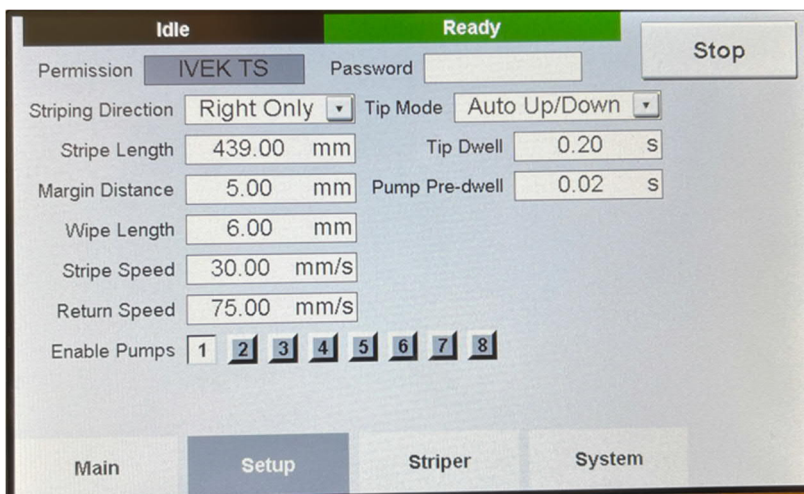 Idle Ready
Stop
Permission IVEK TS Password
Striping Direction Right Only Tip Mode Auto Up/Down
Stripe Length 439.00 mm Tip Dwell 0.20 s
Margin Distance 5.00 mm Pump Pre-dwell 0.02 s
Wipe Length 6.00 mm
Stripe Speed 30.00 mm/s
Return Speed 75.00 mm/s
Enable Pumps 1 2 3 4 5 6 7 8
Main Setup Striper System